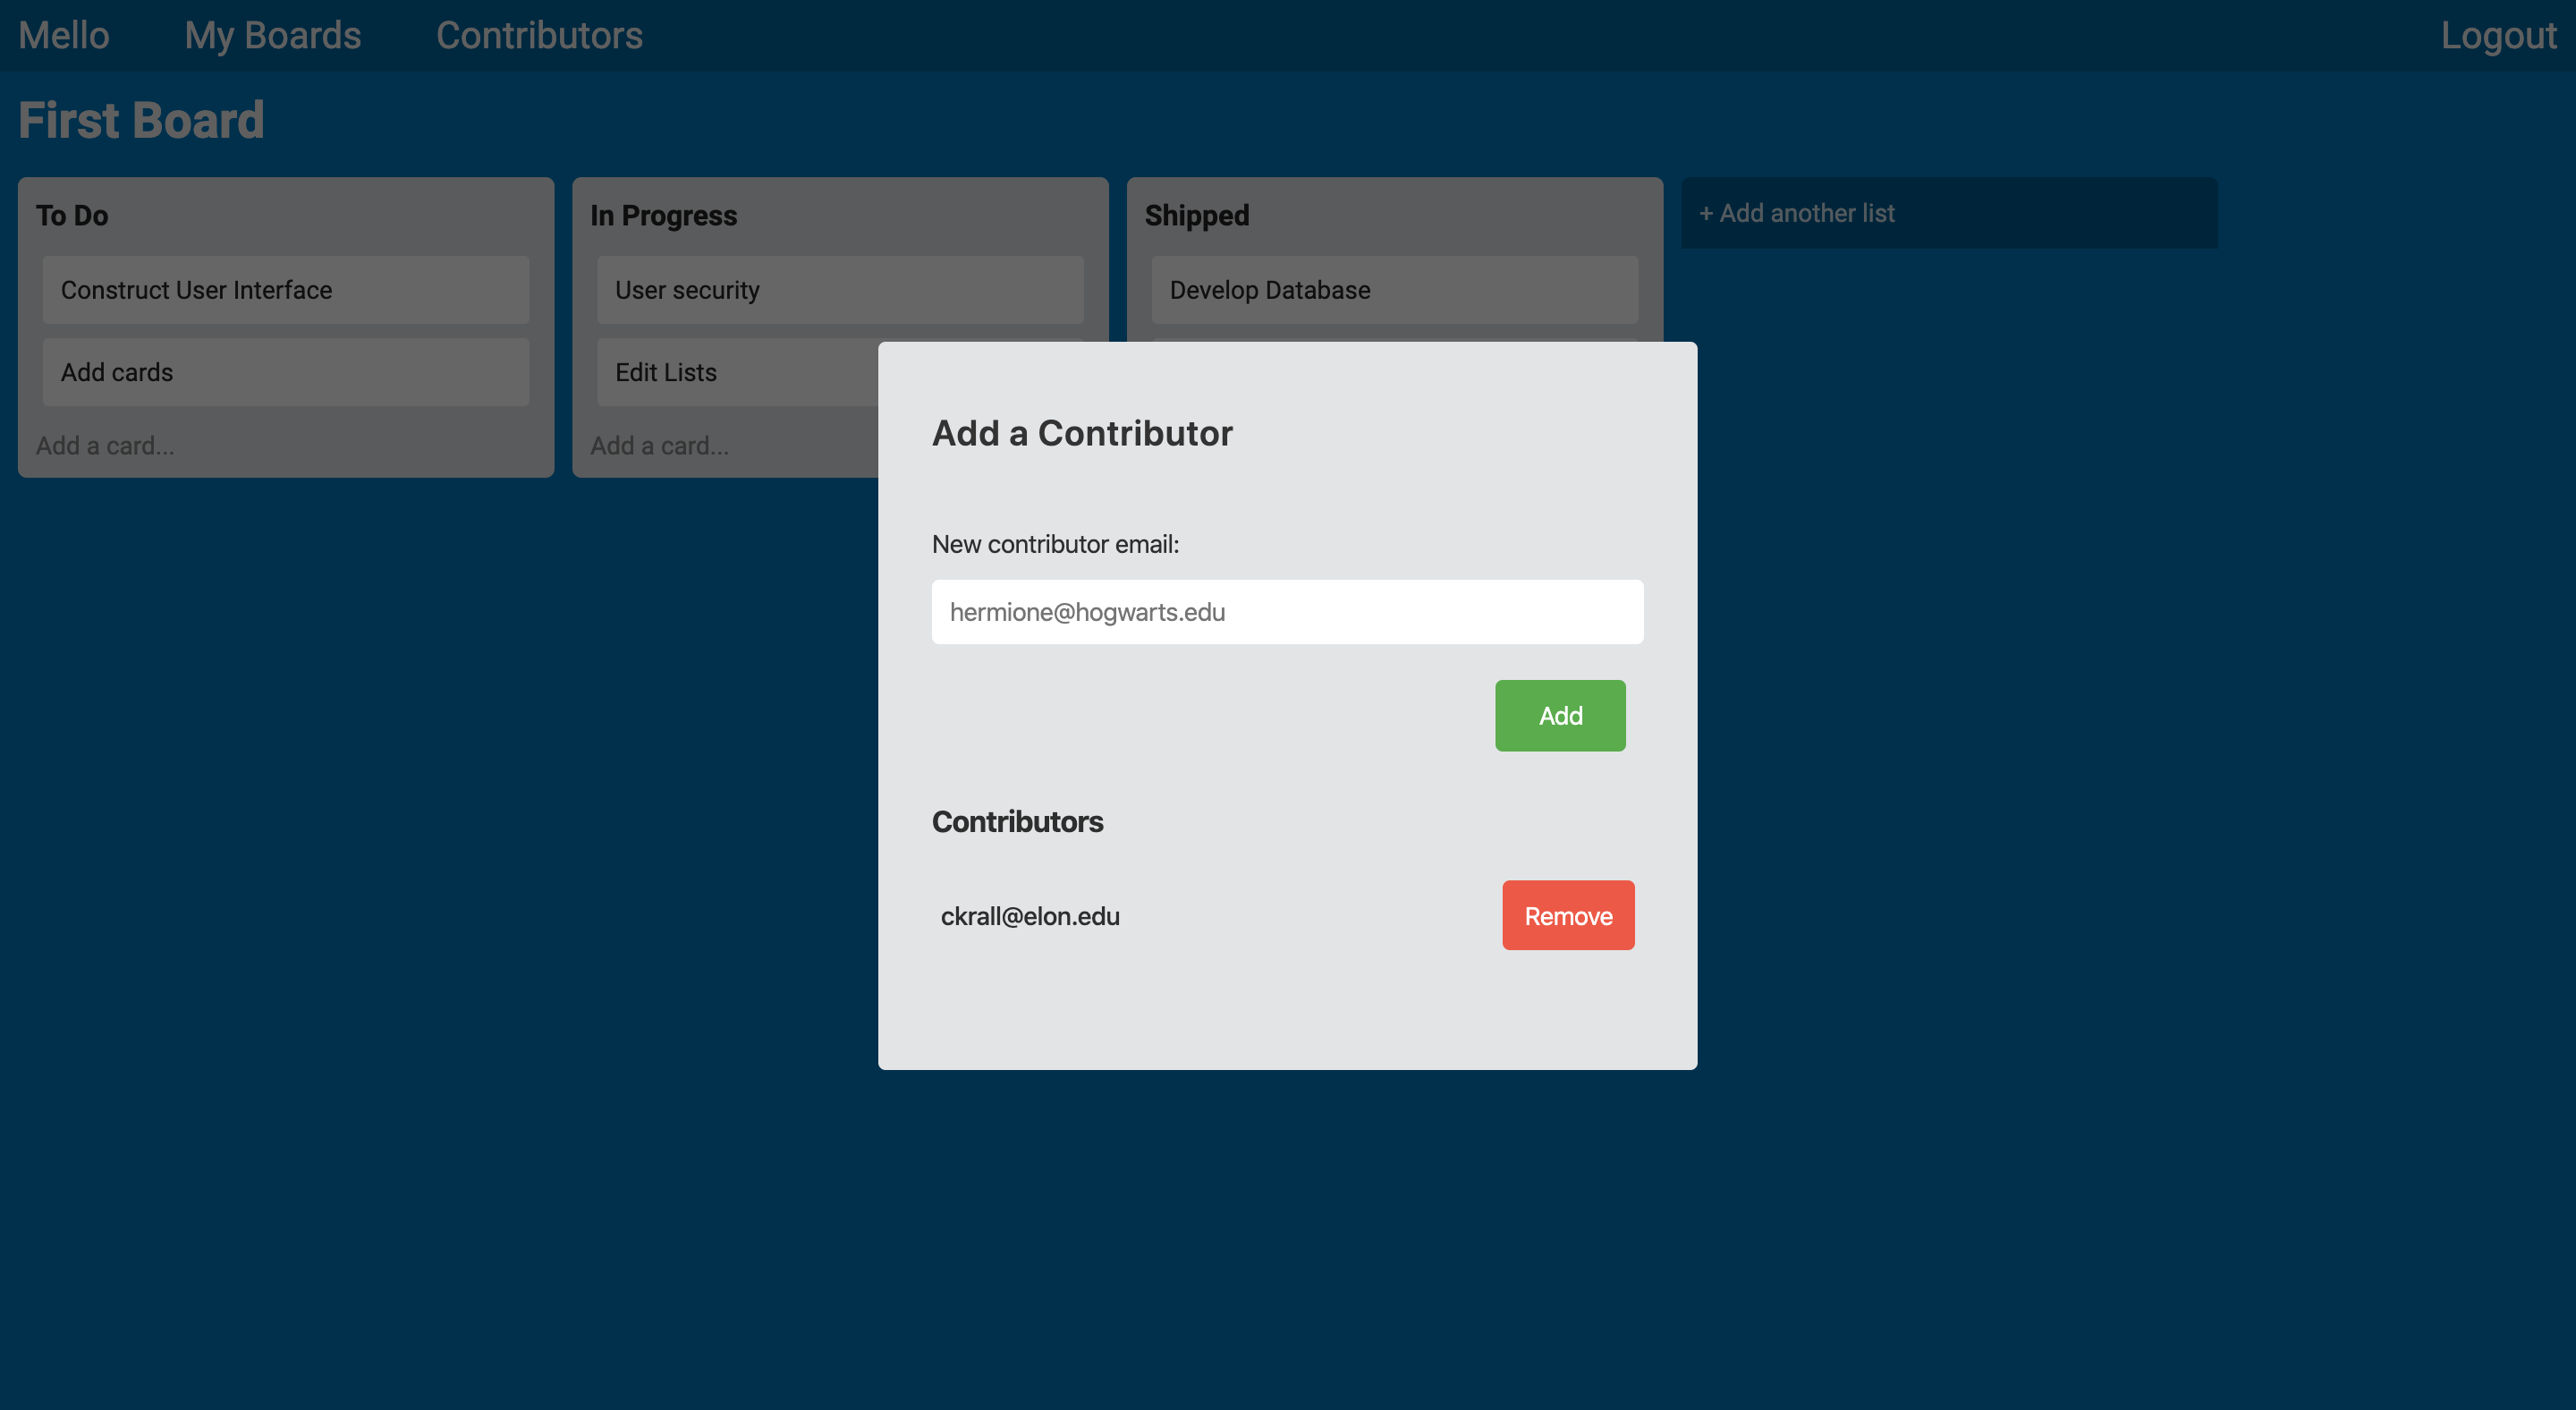 Mello My Boards Contributors Logout
First Board
To Do
Construct User Interface
Add cards
Add a card...
In Progress
User security
Edit Lists
Add a card...
Shipped
Develop Database
+ Add another list
Add a Contributor
New contributor email:
hermione@hogwarts.edu
Add
Contributors
ckrall@elon.edu
Remove